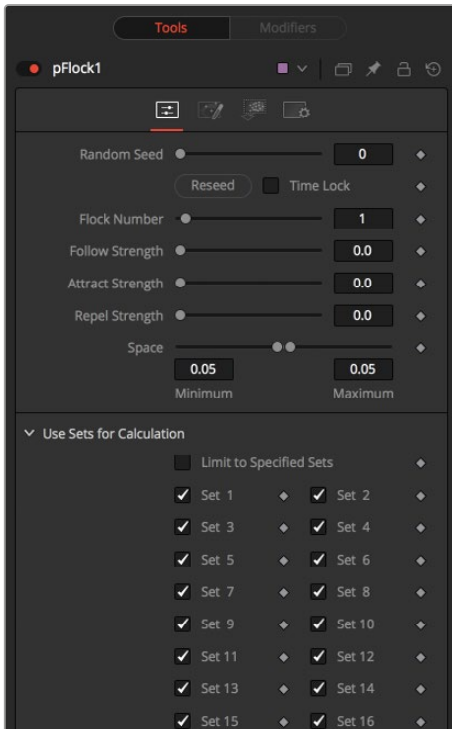 Tools Modifiers
pFlock1
Random Seed 0
Reseed Time Lock
Flock Number 1
Follow Strength 0.0
Attract Strength 0.0
Repel Strength 0.0
Space
0.05 0.05
Minimum Maximum
Use Sets for Calculation
Limit to Specified Sets
Set 1 Set 2
Set 3 Set 4
Set 5 Set 6
Set 7 Set 8
Set 9 Set 10
Set 11 Set 12
Set 13 Set 14
Set 15 Set 16